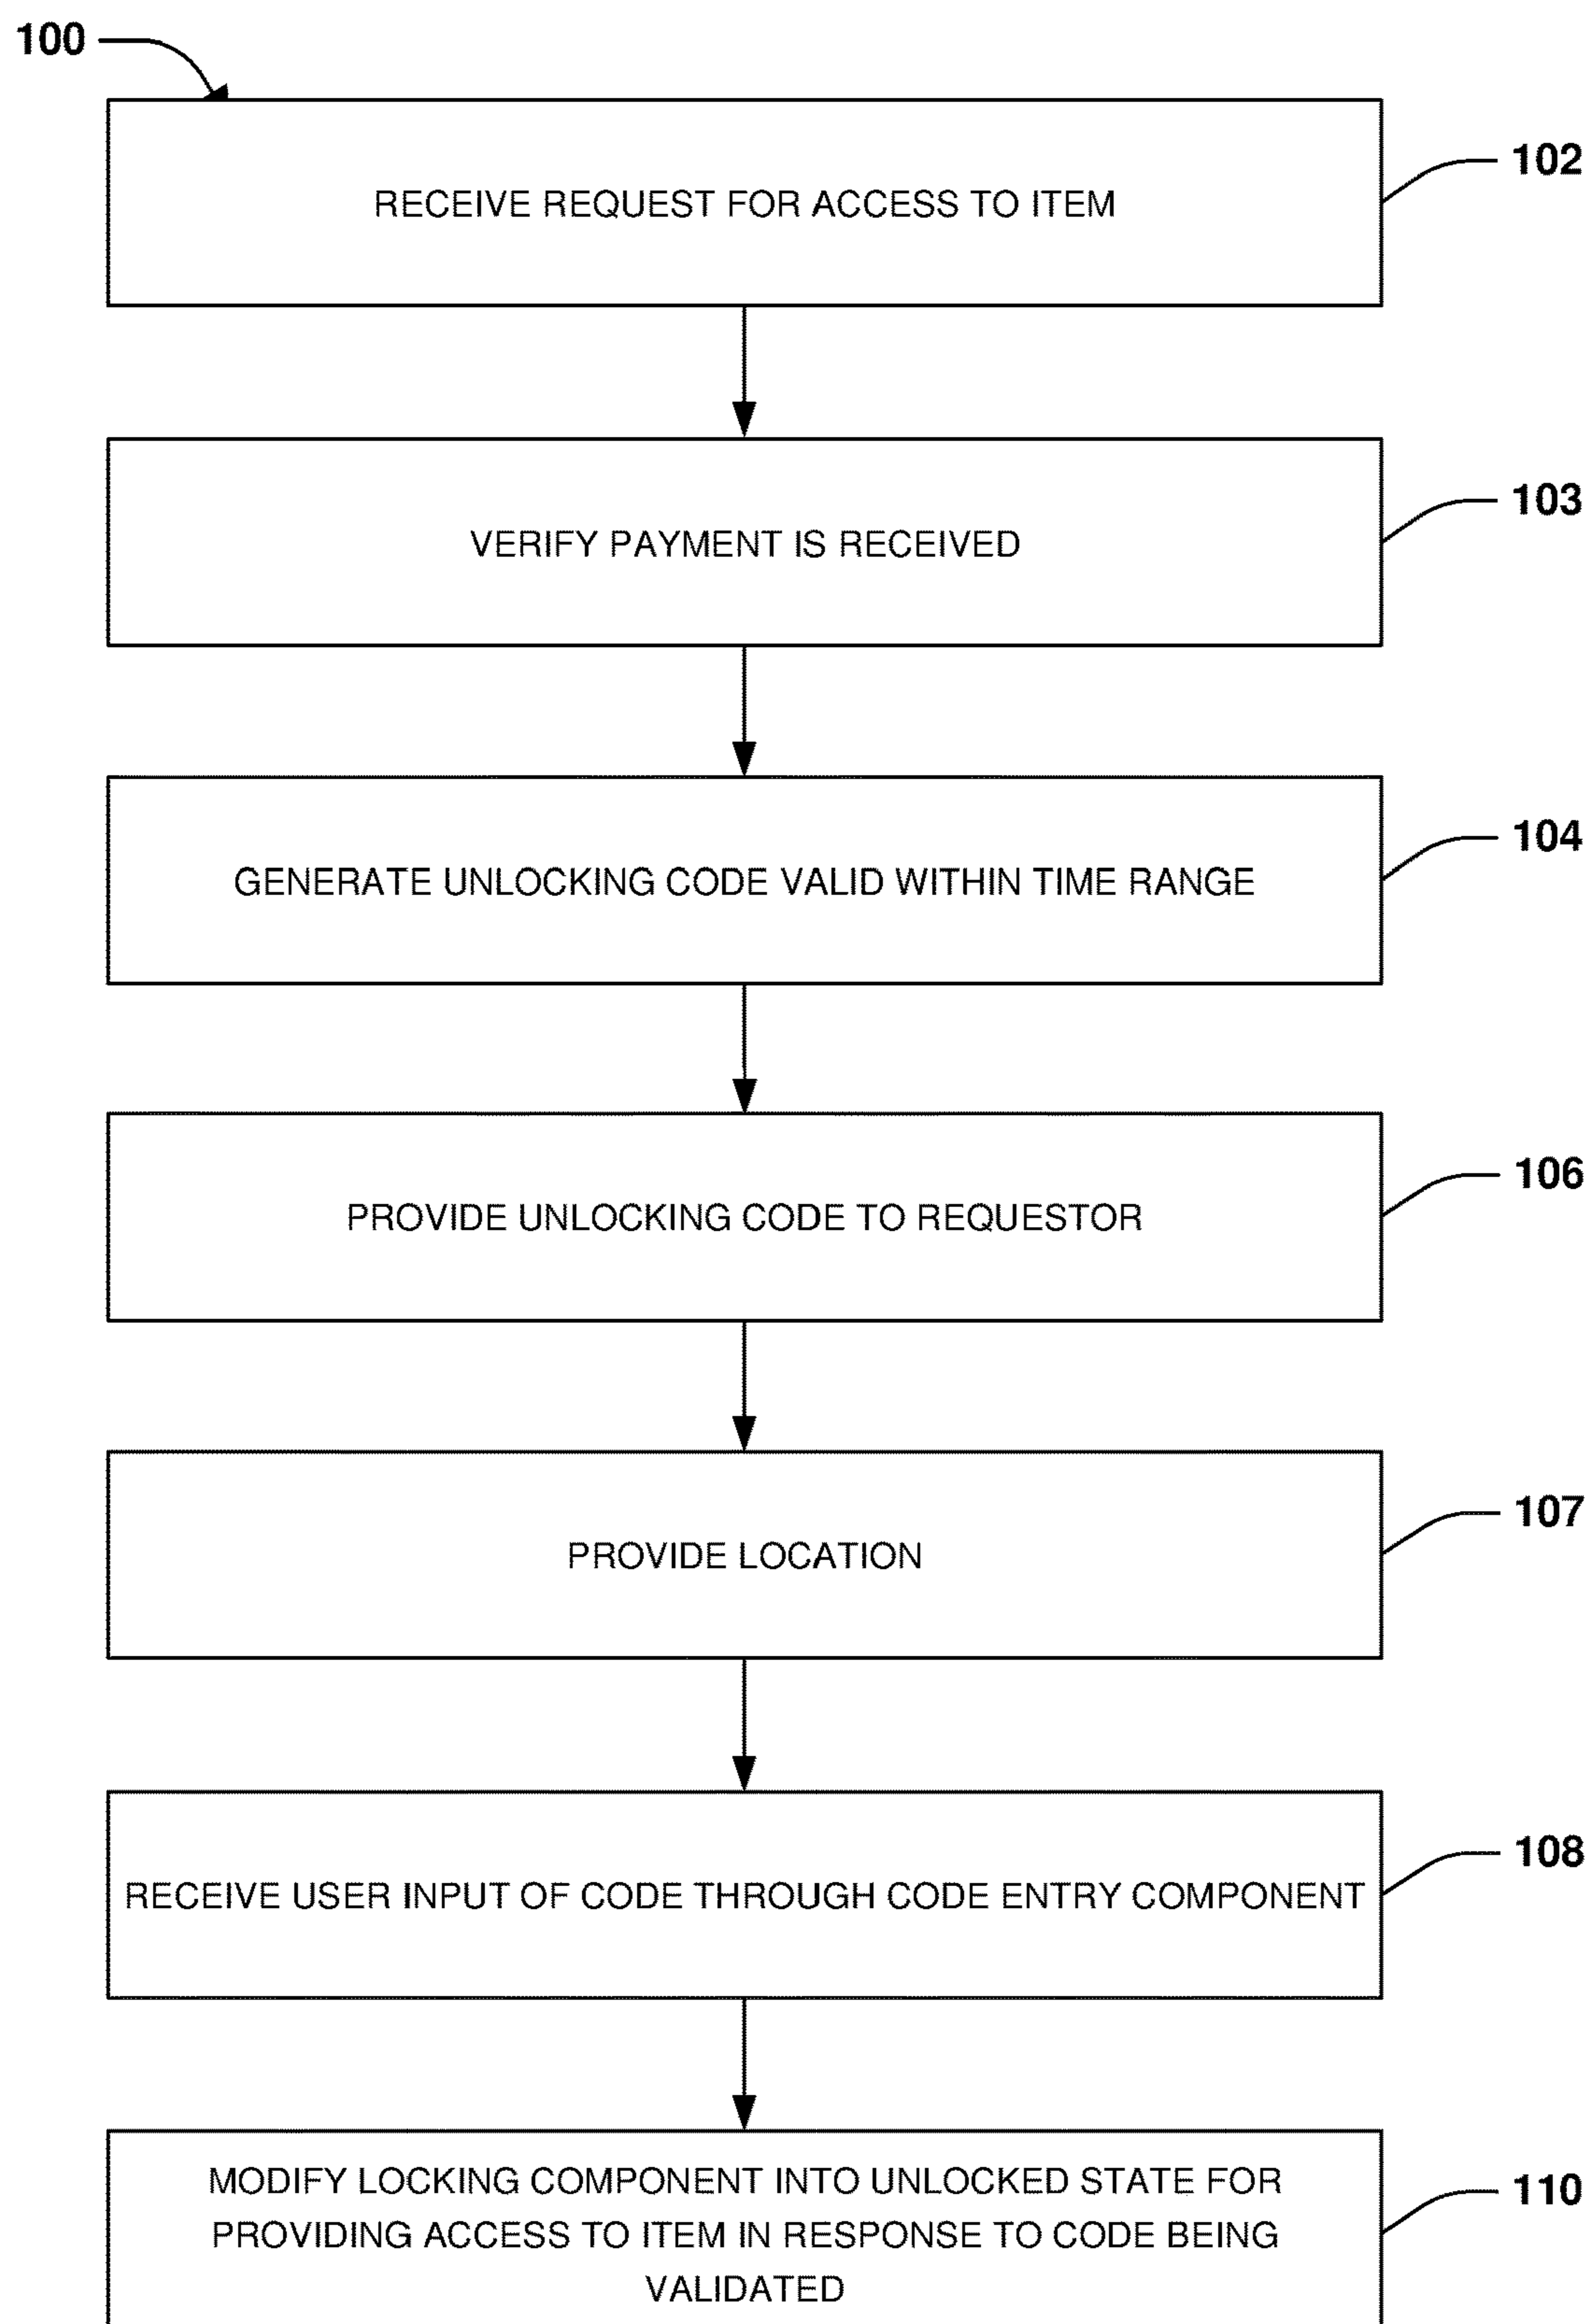 100
102
RECEIVE REQUEST FOR ACCESS TO ITEM
103
VERIFY PAYMENT IS RECEIVED
104
GENERATE UNLOCKING CODE VALID WITHIN TIME RANGE
106
PROVIDE UNLOCKING CODE TO REQUESTOR
107
PROVIDE LOCATION
108
RECEIVE USER INPUT OF CODE THROUGH CODE ENTRY COMPONENT
110
MODIFY LOCKING COMPONENT INTO UNLOCKED STATE FOR
PROVIDING ACCESS TO ITEM IN RESPONSE TO CODE BEING
VALIDATED